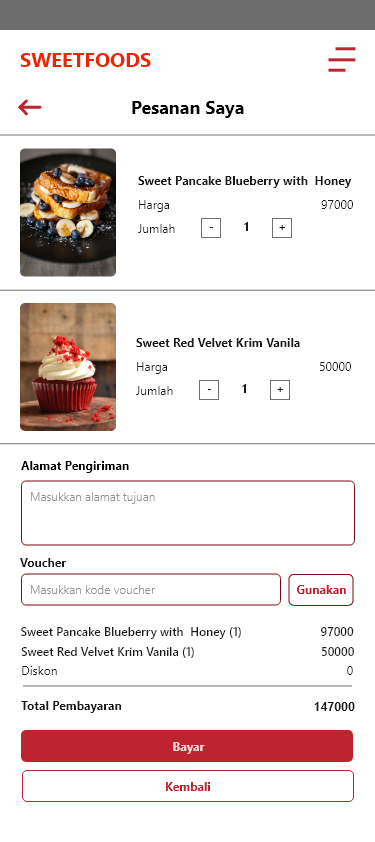 SWEETFOODS
Pesanan Saya
Sweet Pancake Blueberry with  Honey
Harga 97000
Jumlah - 1 +
Sweet Red Velvet Krim Vanila
Harga 50000
Jumlah - 1 +
Alamat Pengiriman
Masukkan alamat tujuan
Voucher
Masukkan kode voucher Gunakan
Sweet Pancake Blueberry with  Honey (1) 97000
Sweet Red Velvet Krim Vanila (1) 50000
Diskon 0
Total Pembayaran 147000
Bayar
Kembali